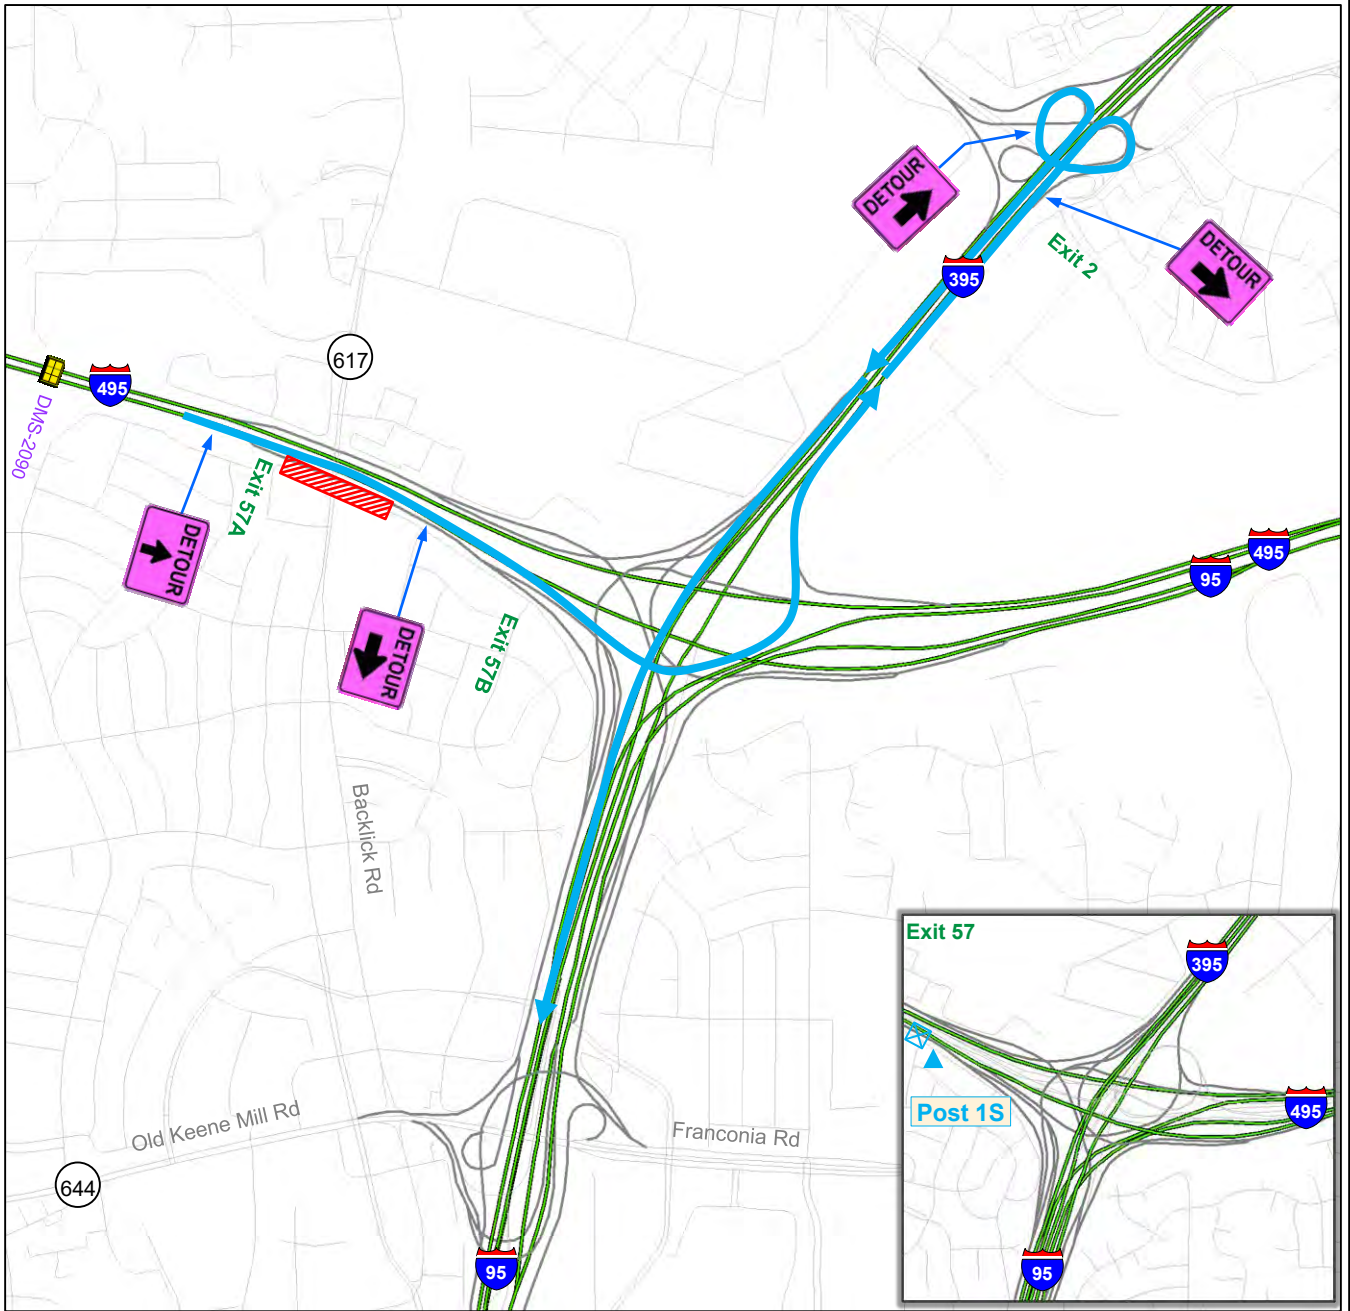 DETOUR
DETOUR
Exit 2
395
617
495
DMS-2090
Exit 57A
DETOUR
DETOUR
Exit 57B
495
95
Backlick Rd
Old Keene Mill Rd
Franconia Rd
644
95
Exit 57
395
Post 1S
495
95